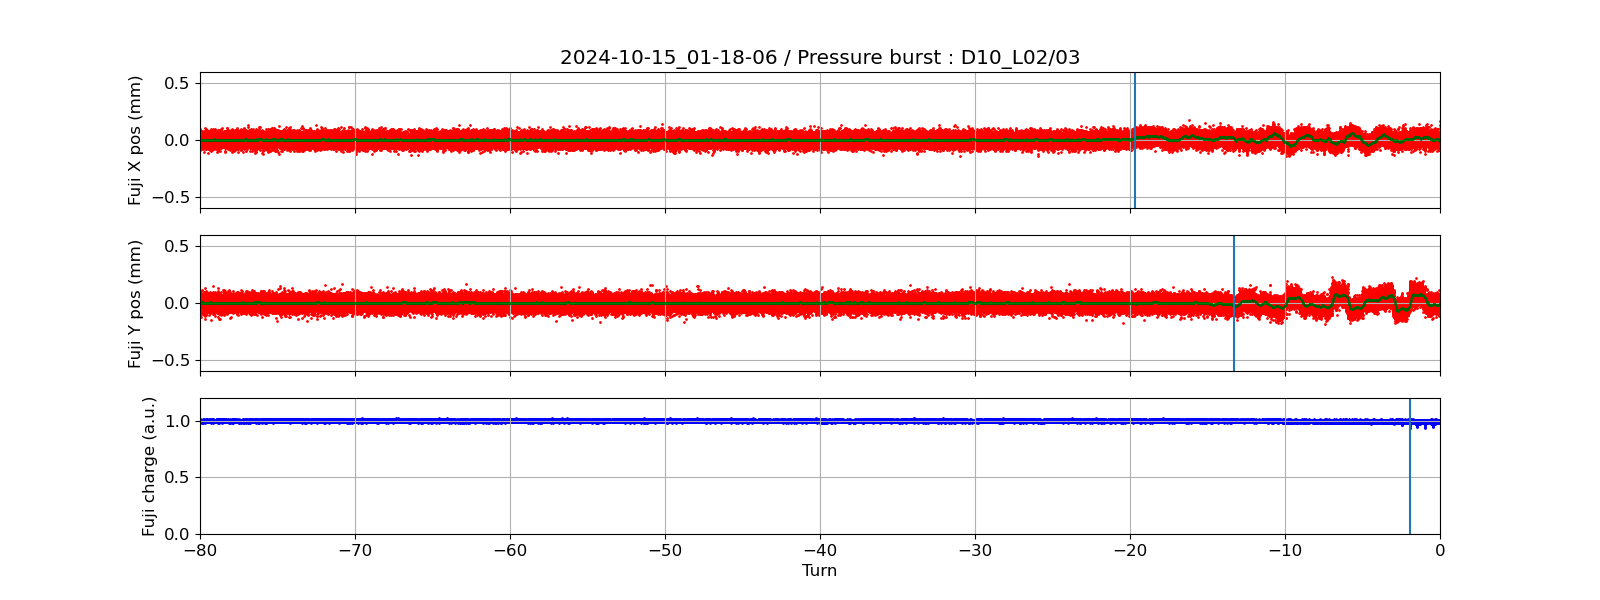 2024-10-15_01-18-06 / Pressure burst : D10_L02/03
Fuji X pos (mm)
0.5
0.0
−0.5
Fuji Y pos (mm)
0.5
0.0
−0.5
Fuji charge (a.u.)
1.0
0.5
0.0
−80 −70 −60 −50 −40 −30 −20 −10 0
Turn